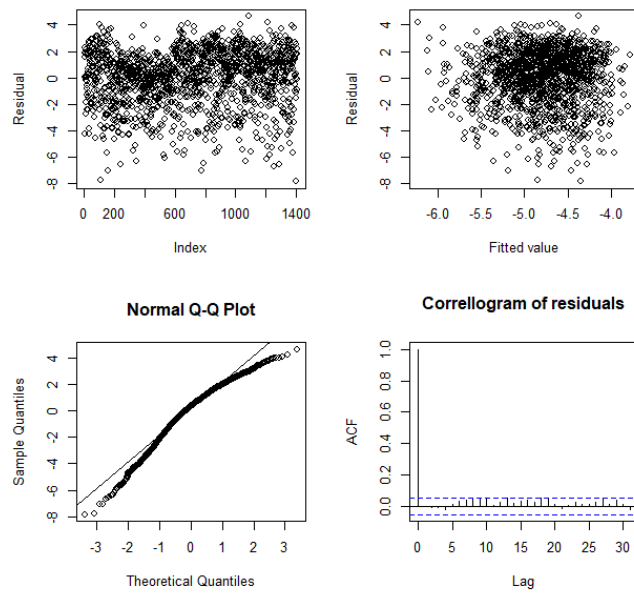 Residual
4
2
0
-2
-4
-6
-8
0 200 600 1000 1400
Index
Residual
4
2
0
-2
-4
-6
-8
-6.0 -5.5 -5.0 -4.5 -4.0
Fitted value
Normal Q-Q Plot
Sample Quantiles
4
2
0
-2
-4
-6
-8
-3 -2 -1 0 1 2 3
Theoretical Quantiles
Correllogram of residuals
ACF
1.0
0.8
0.6
0.4
0.2
0.0
0 5 10 15 20 25 30
Lag